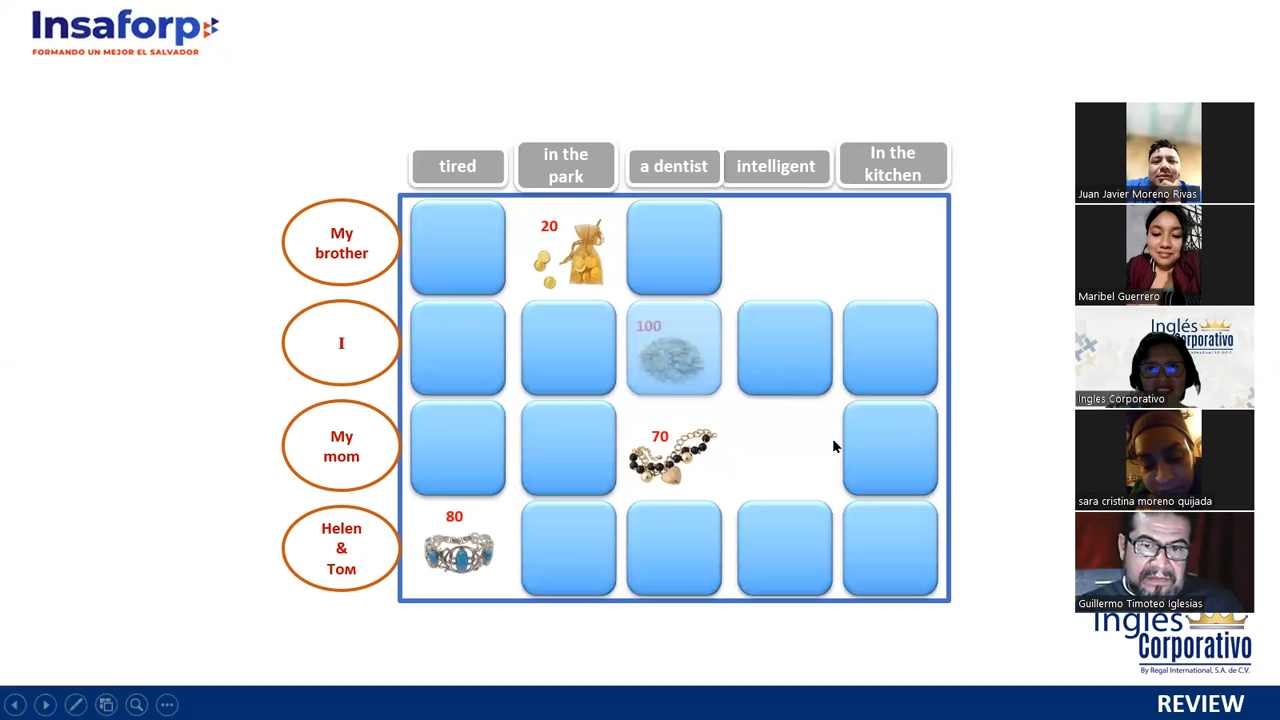 Insaforp
FORMANDO UN MEJOR EL SALVADOR
tired
in the
park
a dentist
intelligent
In the
kitchen
My
brother
20
I
100
My
mom
70
Helen
&
Tom
80
Juan Javier Moreno Rivas
Maribel Guerrero
Inglés
Corporativo
Ingles Corporativo
sara cristina moreno quijada
Guillermo Timoteo Iglesias
Inglés
Corporativo
By Regal International, S.A. de C.V.
REVIEW